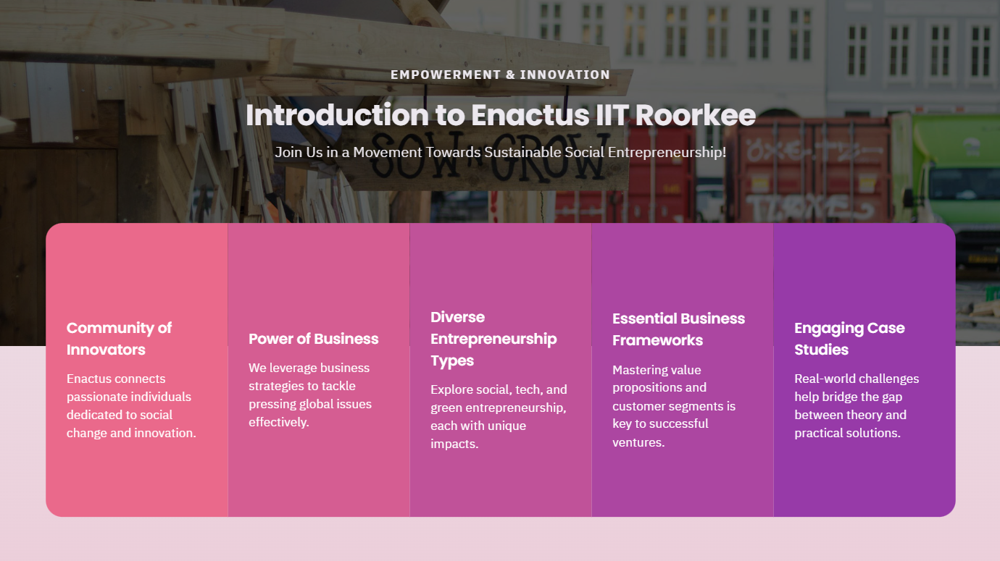 EMPOWERMENT & INNOVATION
Introduction to Enactus IIT Roorkee
Join Us in a Movement Towards Sustainable Social Entrepreneurship!
SOW n GROW
Community of
Innovators
Enactus connects
passionate individuals
dedicated to social
change and innovation.
Power of Business
We leverage business
strategies to tackle
pressing global issues
effectively.
Diverse
Entrepreneurship
Types
Explore social, tech, and
green entrepreneurship,
each with unique
impacts.
Essential Business
Frameworks
Mastering value
propositions and
customer segments is
key to successful
ventures.
Engaging Case
Studies
Real-world challenges
help bridge the gap
between theory and
practical solutions.